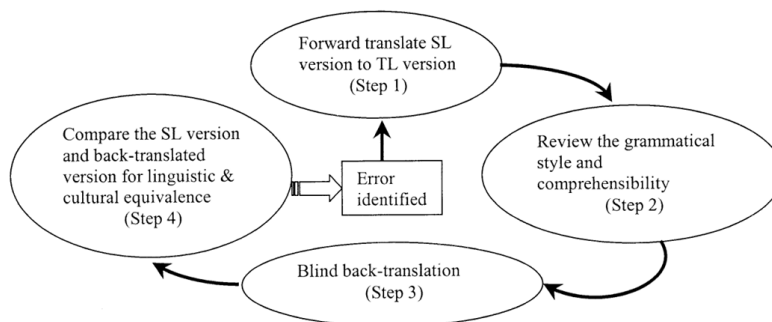 Forward translate SL
version to TL version
(Step 1)
Review the grammatical
style and
comprehensibility
(Step 2)
Blind back-translation
(Step 3)
Compare the SL version
and back-translated
version for linguistic &
cultural equivalence
(Step 4)
Error
identified